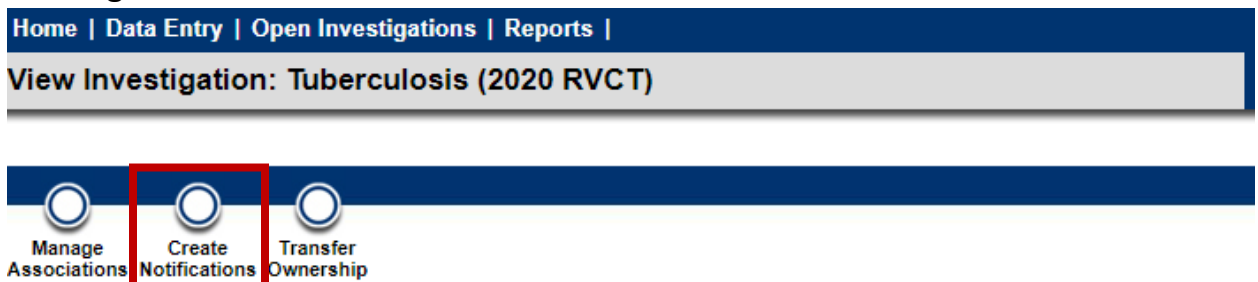 Home | Data Entry | Open Investigations | Reports |
View Investigation: Tuberculosis (2020 RVCT)
Manage Associations
Create Notifications
Transfer Ownership